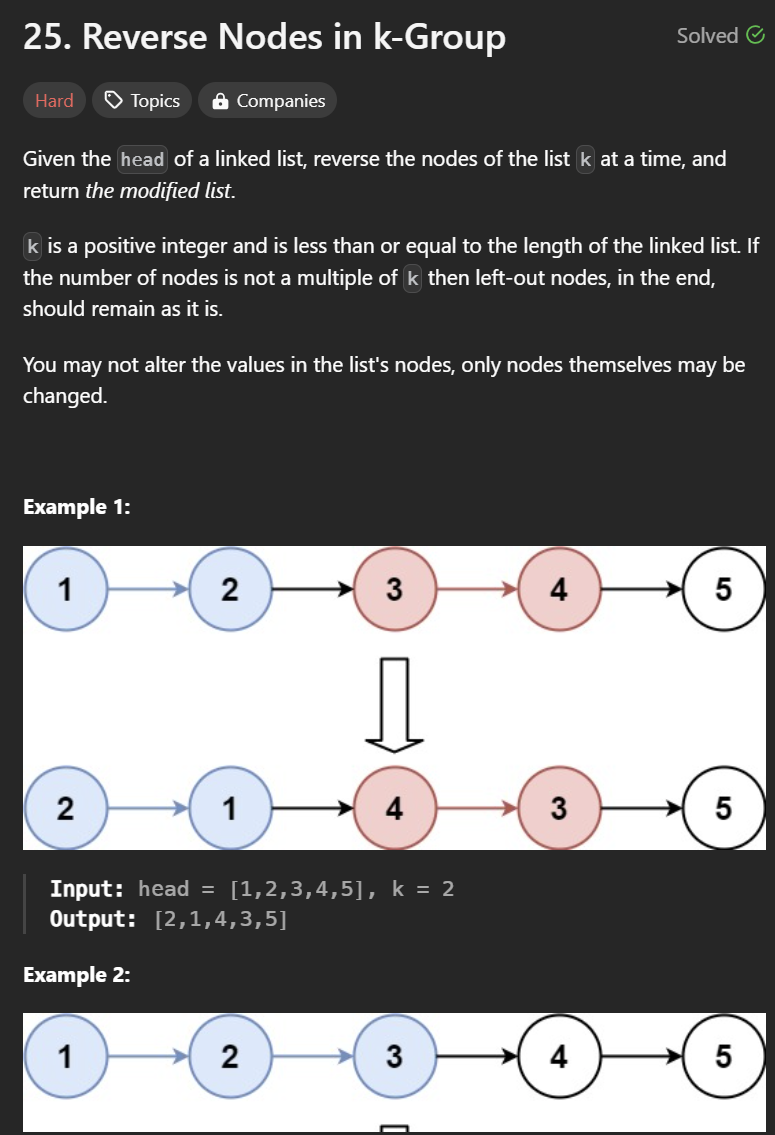 25. Reverse Nodes in k-Group
Solved
Hard
Topics
Companies
Given the head of a linked list, reverse the nodes of the list k at a time, and
return the modified list.
k is a positive integer and is less than or equal to the length of the linked list. If
the number of nodes is not a multiple of k then left-out nodes, in the end,
should remain as it is.
You may not alter the values in the list's nodes, only nodes themselves may be
changed.
Example 1:
1 2 3 4 5
2 1 4 3 5
Input: head = [1,2,3,4,5], k = 2
Output: [2,1,4,3,5]
Example 2:
1 2 3 4 5